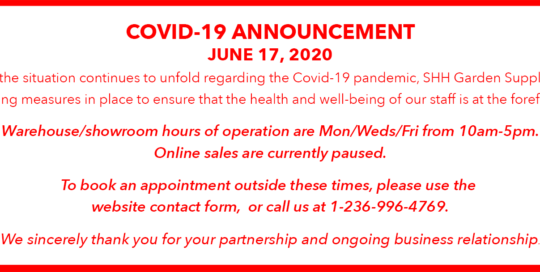 COVID-19 ANNOUNCEMENT
JUNE 17, 2020
the situation continues to unfold regarding the Covid-19 pandemic, SHH Garden
measures in place to ensure that the health and well-being of our staff is at the
Warehouse/showroom hours of operation are Mon/Weds/Fri from 10am-5pm.
Online sales are currently paused.
To book an appointment outside these times, please use the
website contact form, or call us at 1-236-996-4769.
We sincerely thank you for your partnership and ongoing business relationship.